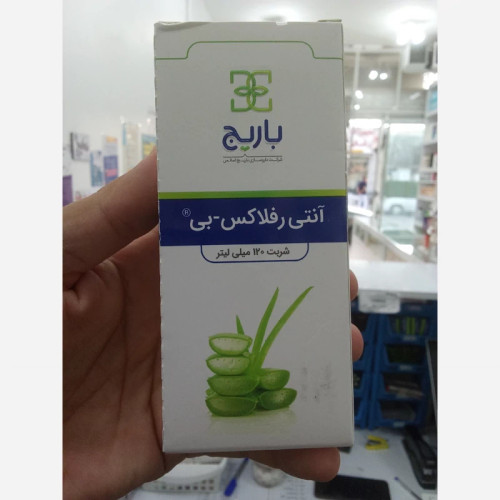 باریج
آنتی رفلاکس-بی®
شربت ۱۲۰ میلی لیتر